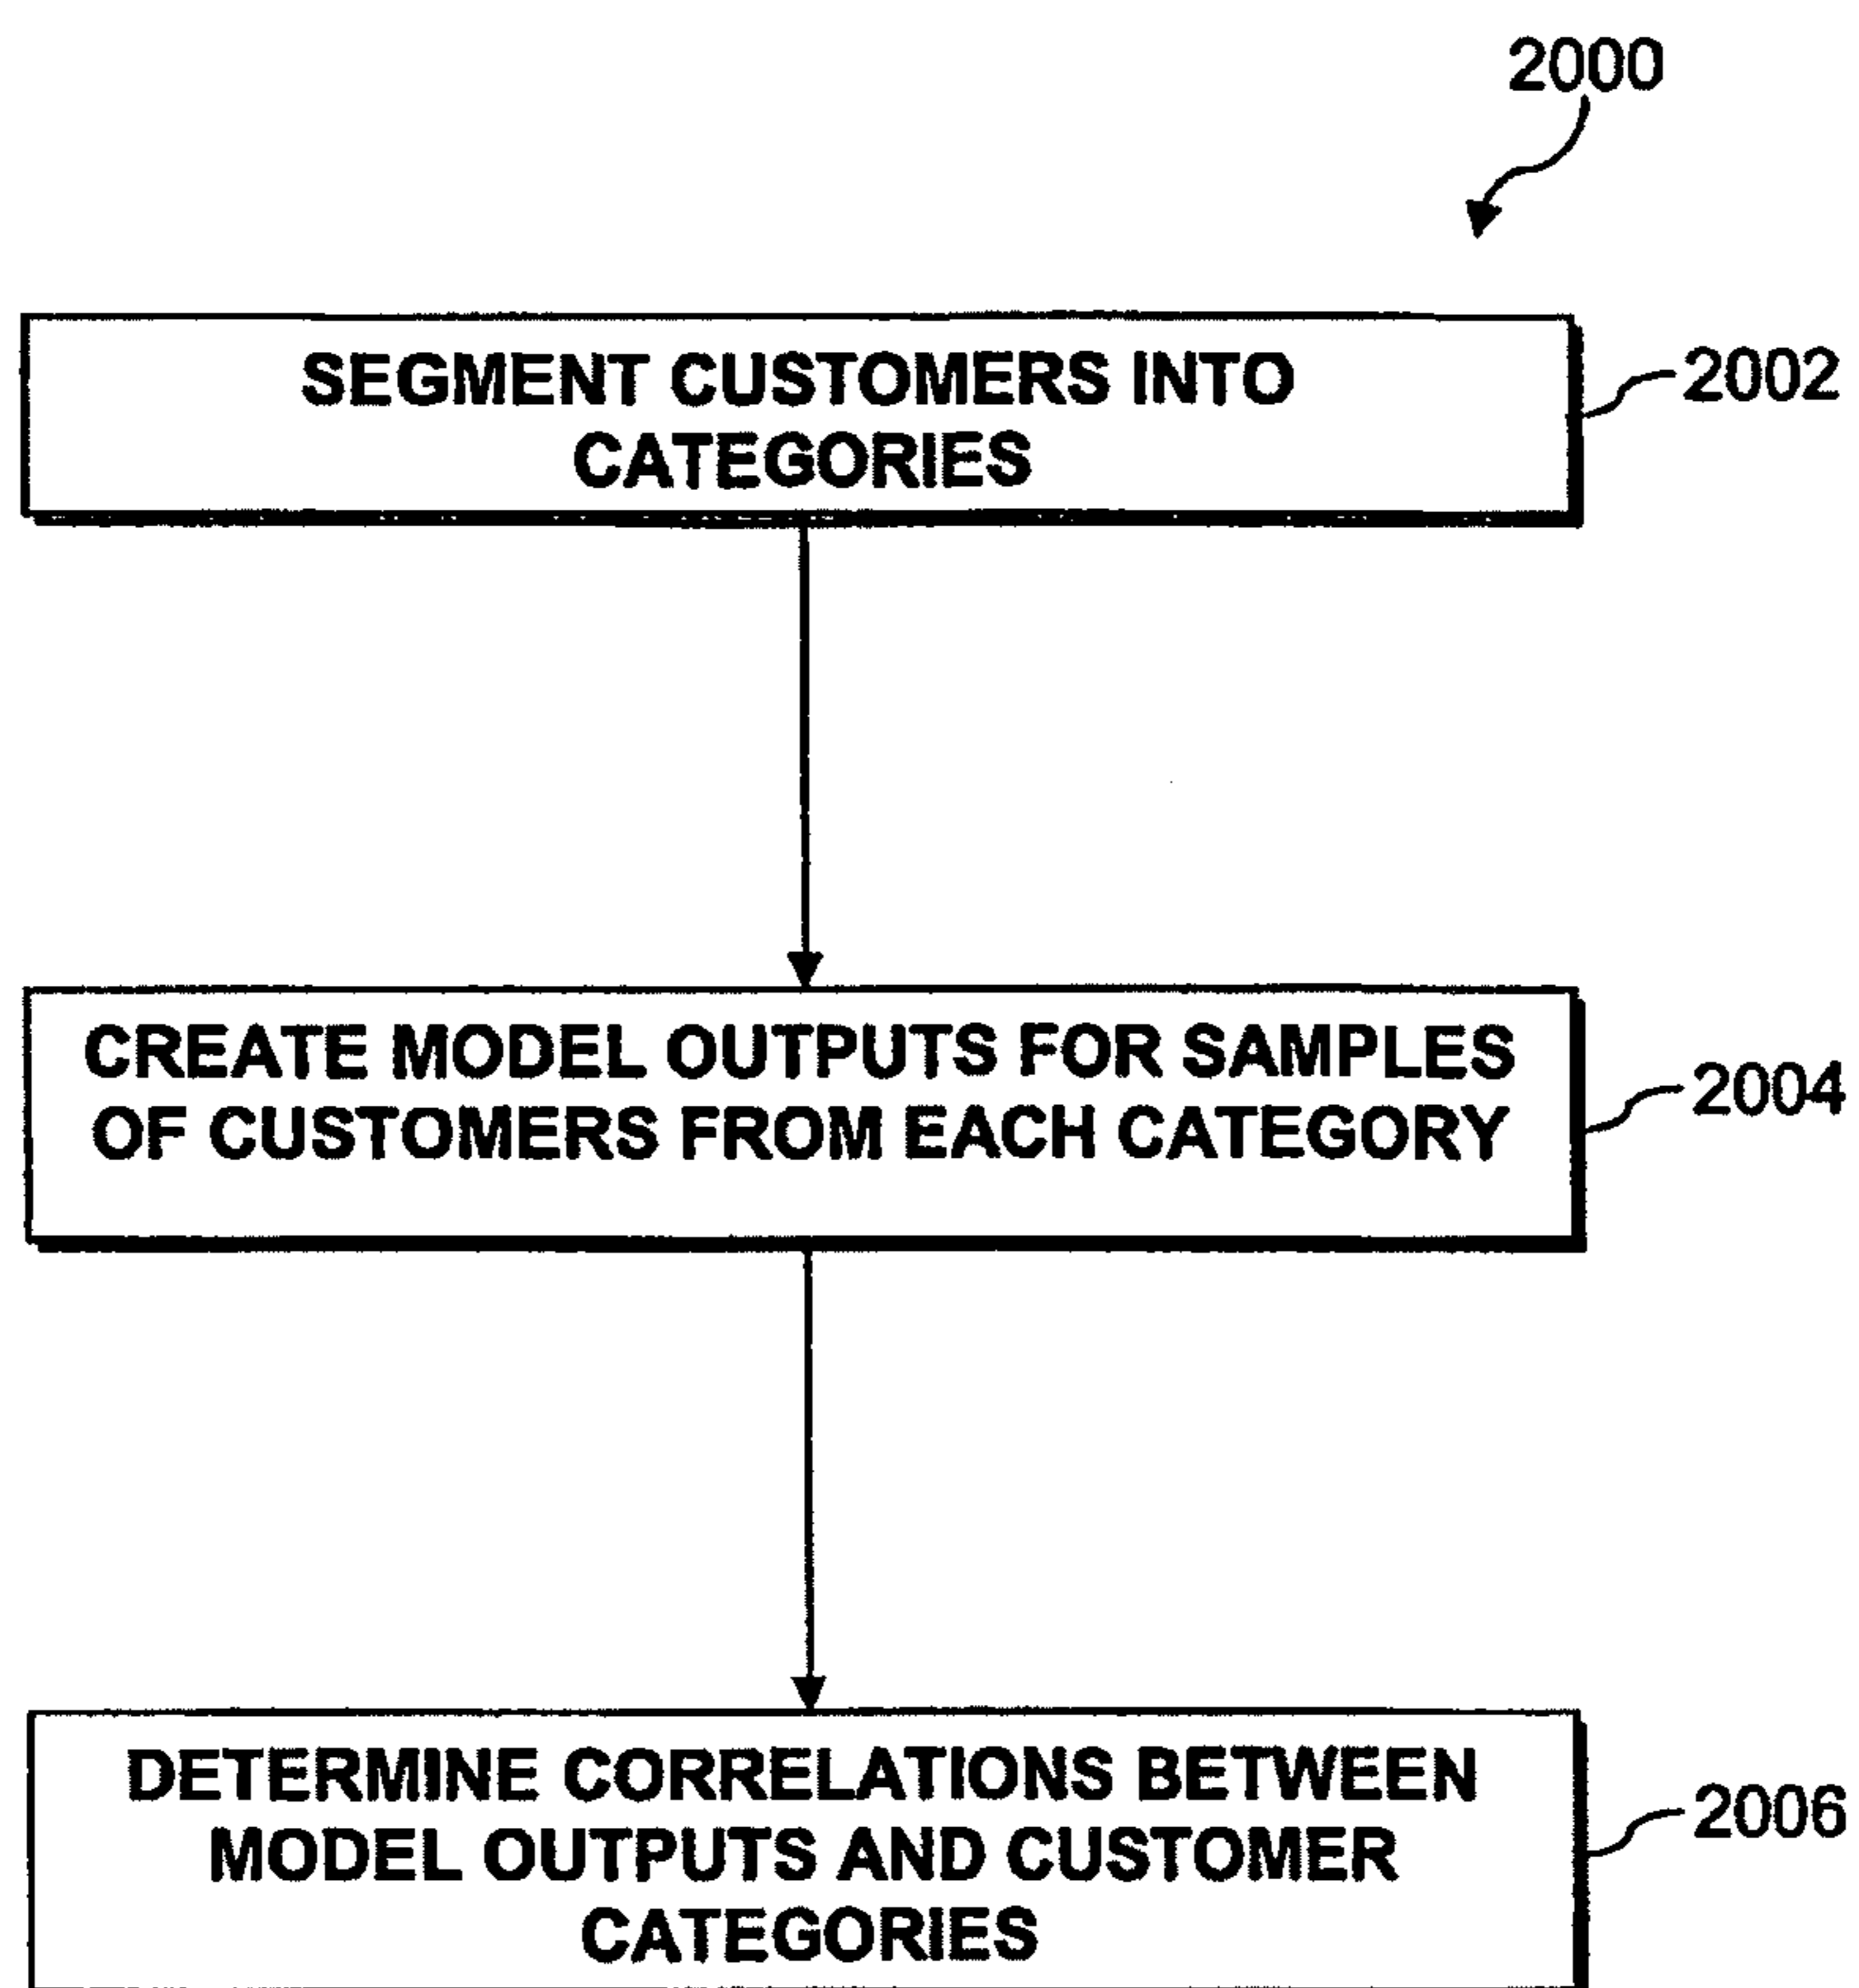 2000
SEGMENT CUSTOMERS INTO
CATEGORIES
2002
CREATE MODEL OUTPUTS FOR SAMPLES
OF CUSTOMERS FROM EACH CATEGORY
2004
DETERMINE CORRELATIONS BETWEEN
MODEL OUTPUTS AND CUSTOMER
CATEGORIES
2006